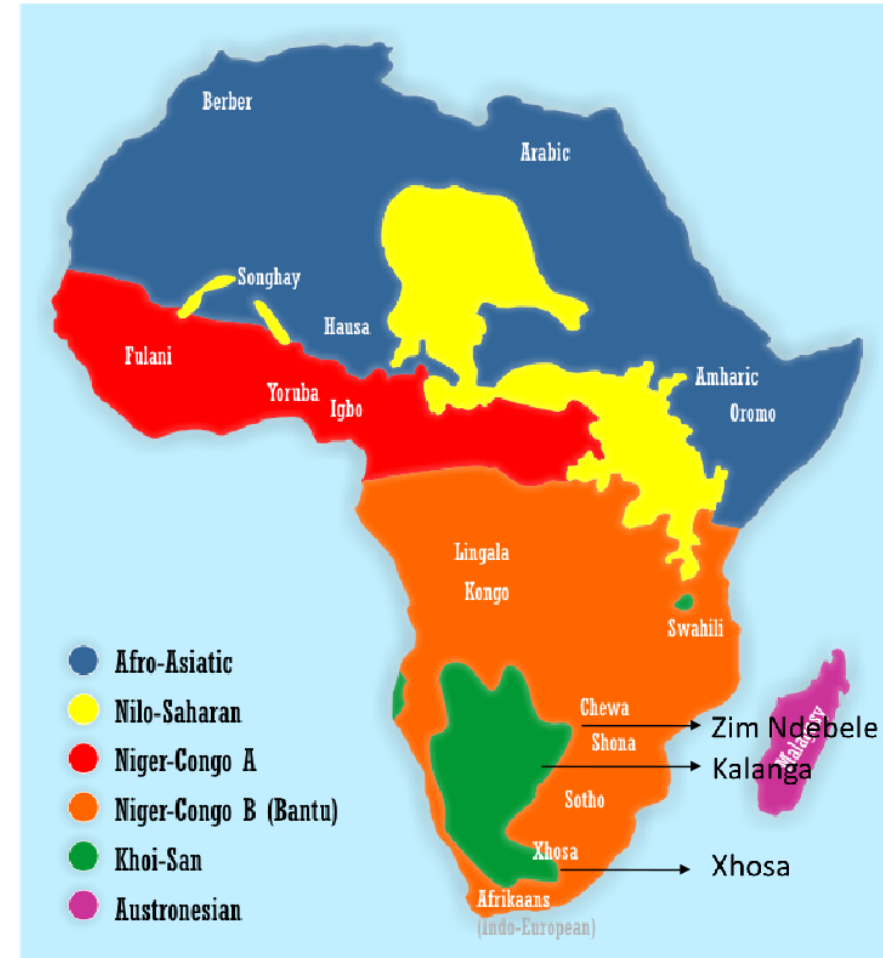 Berber
Arabic
Songhay
Hausa
Fulani
Yoruba
Igbo
Amharic
Oromo
Lingala
Kongo
Swahili
Afro-Asiatic
Nilo-Saharan
Niger-Congo A
Niger-Congo B (Bantu)
Khoi-San
Austronesian
Chewa
Shona
Sotho
Xhosa
Afrikaans
(Indo-European)
Malagasy
Zim Ndebele
Kalanga
Xhosa